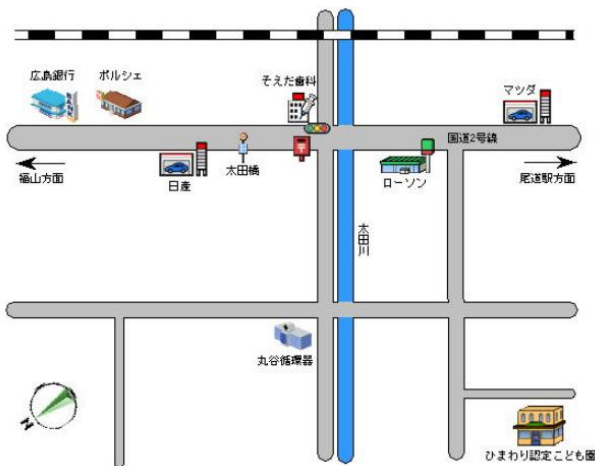 広島銀行
ポルシェ
そえだ歯科
マツダ
国道2号線
福山方面
日産
太田橋
〒
ローソン
尾道駅方面
太田川
丸谷循環器
N
ひまわり認定こども園